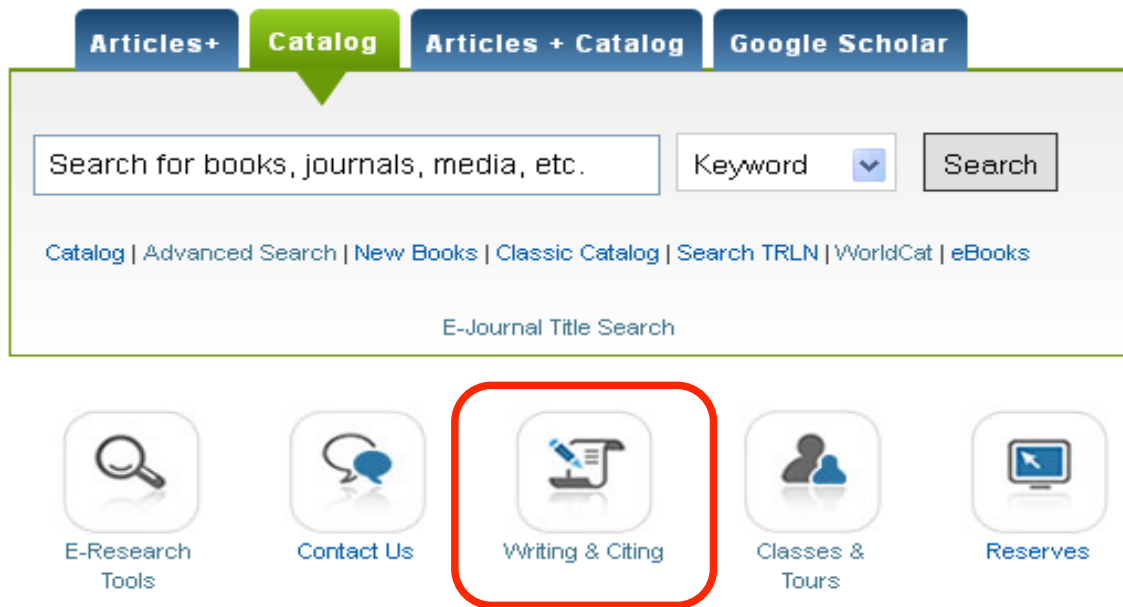 Articles+ Catalog Articles + Catalog Google Scholar
Search for books, journals, media, etc. Keyword Search
Catalog | Advanced Search | New Books | Classic Catalog | Search TRLN | WorldCat | eBooks
E-Journal Title Search
E-Research Tools
Contact Us
Writing & Citing
Classes & Tours
Reserves